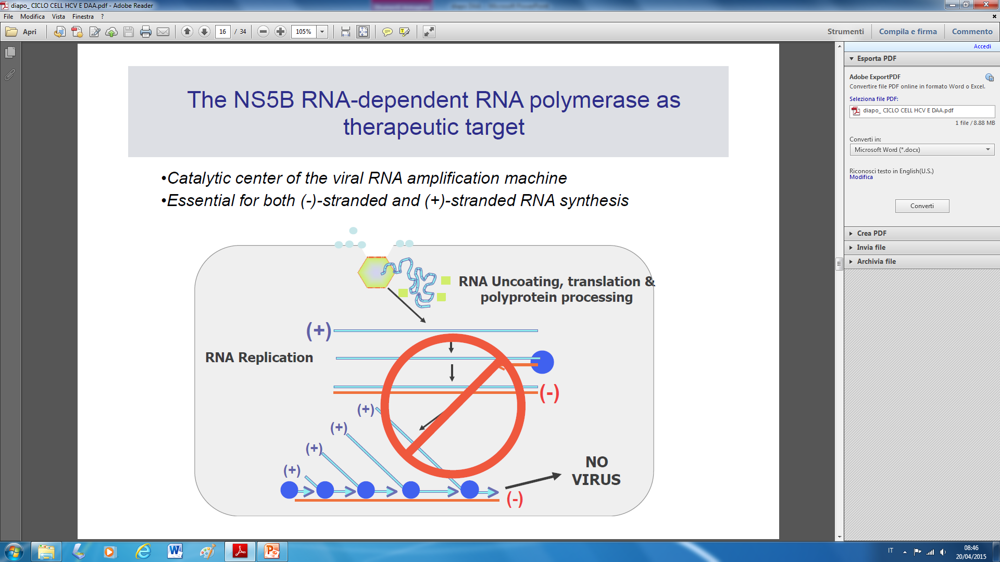 diapo_ CICLO CELL HCV E DAA.pdf - Adobe Reader
File Modifica Vista Finestra ?
Apri 16 / 34 105% Strumenti Compila e firma Commento
Accedi
Esporta PDF
Adobe ExportPDF
Convertire file PDF online in formato Word o Excel.
Seleziona file PDF:
diapo_ CICLO CELL HCV E DAA.pdf
1 file / 8.88 MB
Converti in:
Microsoft Word (*.docx)
Riconosci testo in English(U.S.)
Modifica
Converti
Crea PDF
Invia file
Archivia file
The NS5B RNA-dependent RNA polymerase as
therapeutic target
•Catalytic center of the viral RNA amplification machine
•Essential for both (-)-stranded and (+)-stranded RNA synthesis
RNA Uncoating, translation &
polyprotein processing
(+)
RNA Replication
(-)
(+)
(+)
(+)
(+)
NO
VIRUS
(-)
IT
08:46
20/04/2015